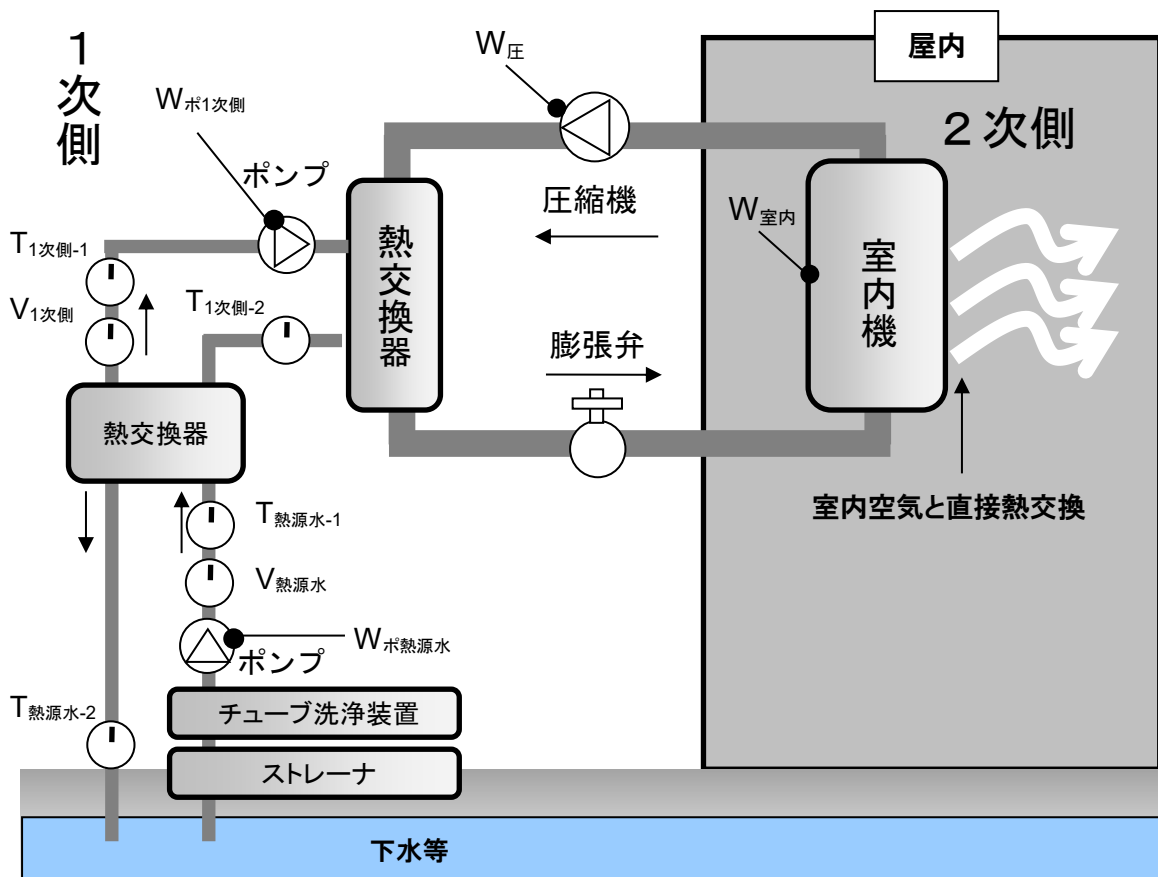 1次側
W圧
屋内
2次側
Wポ1次側
ポンプ
圧縮機
W室内
T1次側-1
V1次側
T1次側-2
熱交換器
室内機
膨張弁
熱交換器
室内空気と直接熱交換
T熱源水-1
V熱源水
Wポ熱源水
ポンプ
T熱源水-2
チューブ洗浄装置
ストレーナ
下水等